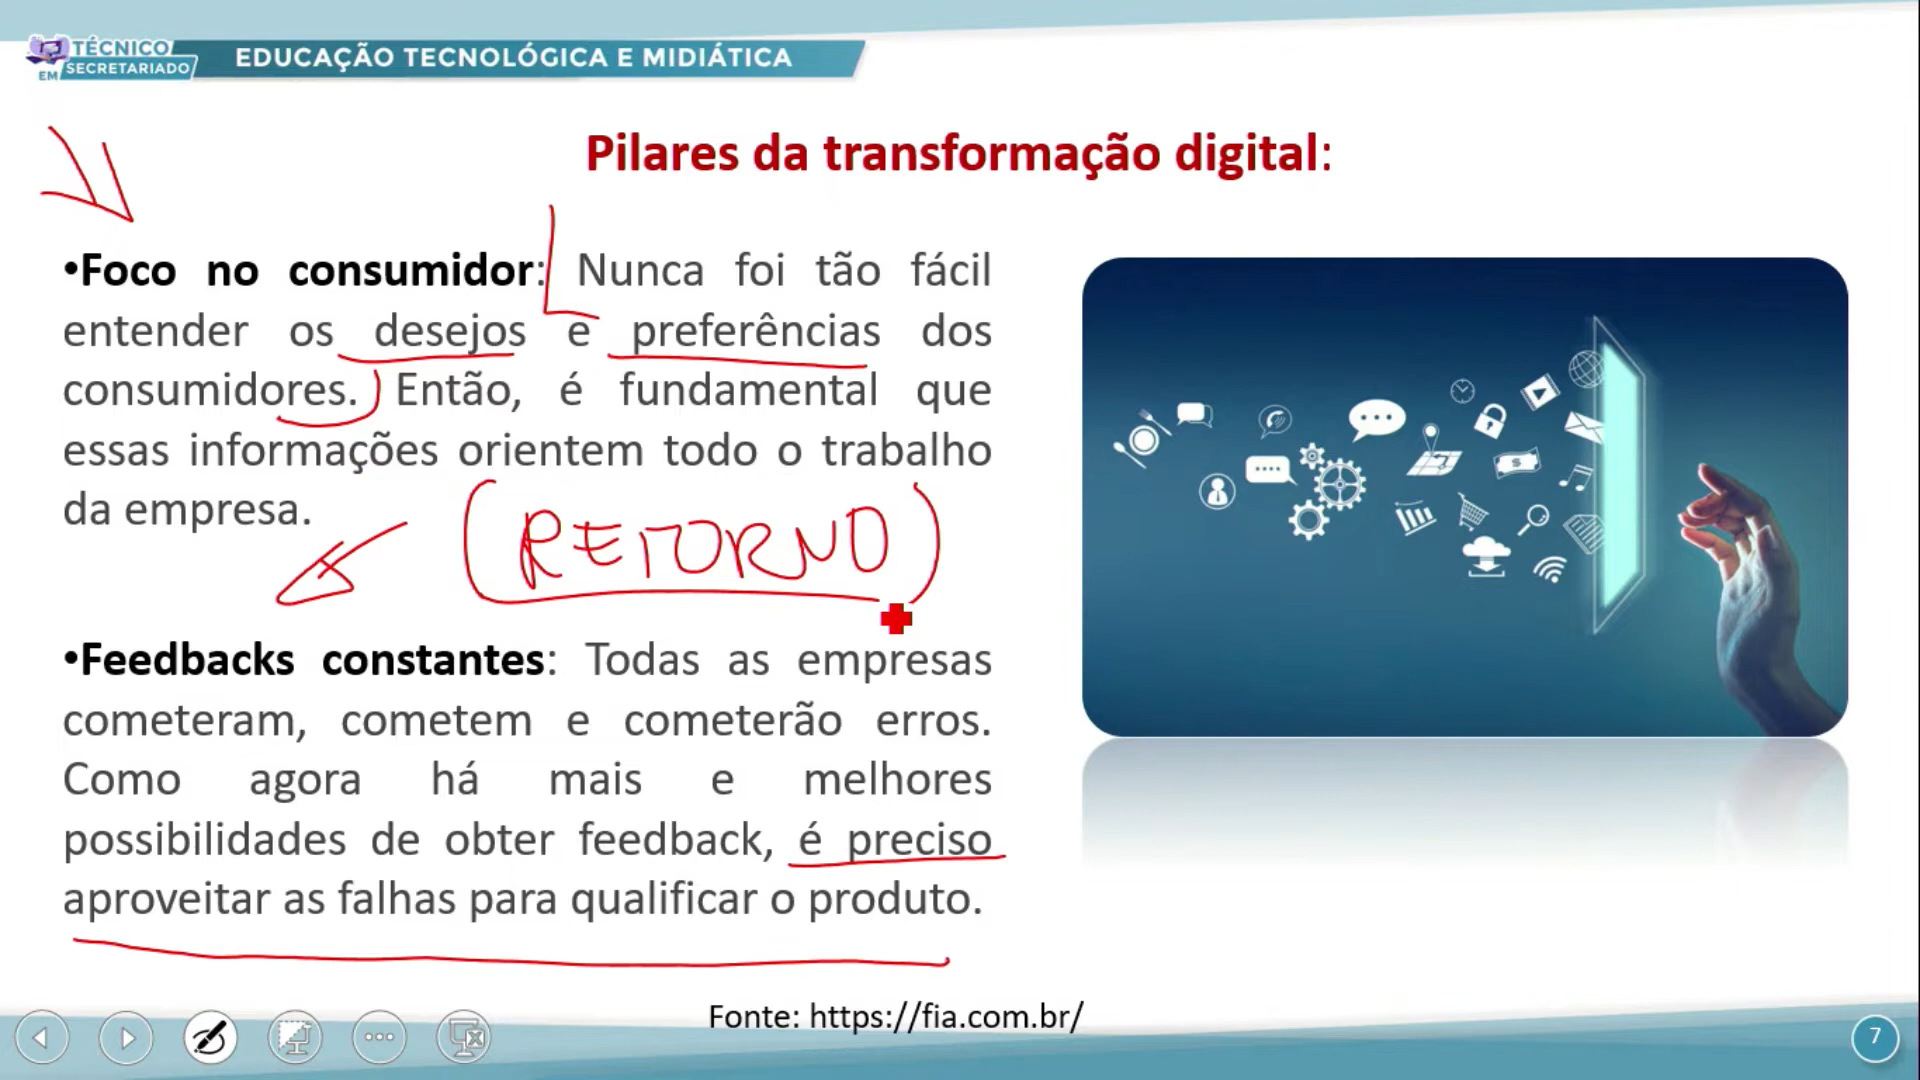 TÉCNICO
EM SECRETARIADO
EDUCAÇÃO TECNOLÓGICA E MIDIÁTICA
Pilares da transformação digital:
•Foco no consumidor: Nunca foi tão fácil
entender os desejos e preferências dos
consumidores. Então, é fundamental que
essas informações orientem todo o trabalho
da empresa.
(RETORNO)
•Feedbacks constantes: Todas as empresas
cometeram, cometem e cometerão erros.
Como agora há mais e melhores
possibilidades de obter feedback, é preciso
aproveitar as falhas para qualificar o produto.
Fonte: https://fia.com.br/
7